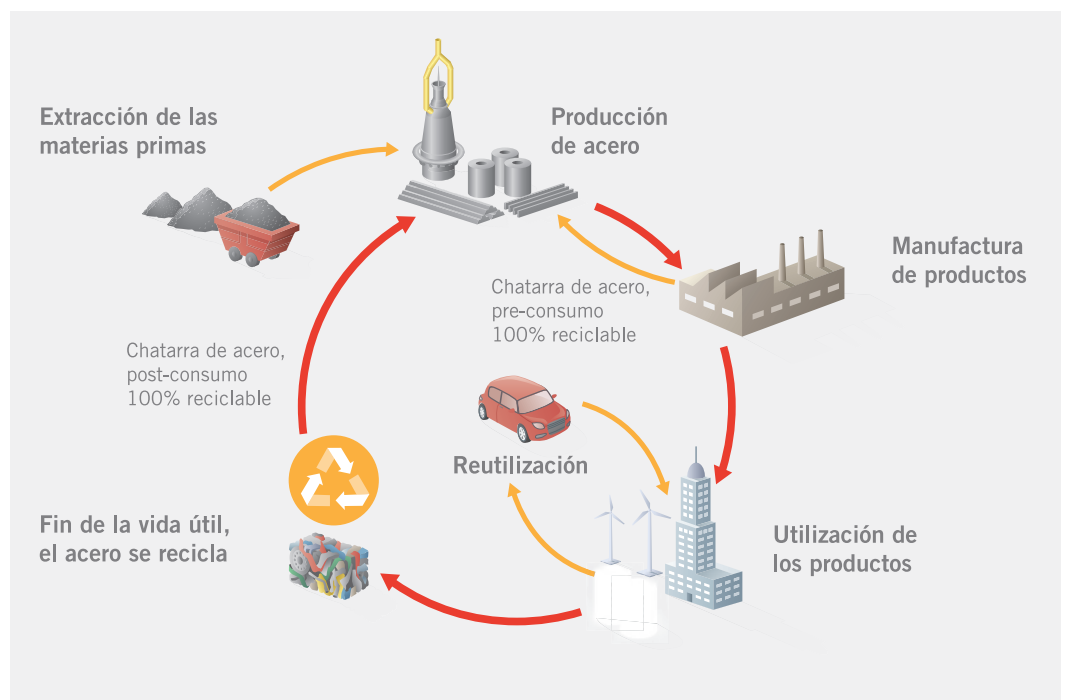 Extracción de las
materias primas
Producción
de acero
Manufactura
de productos
Chatarra de acero,
pre-consumo
100% reciclable
Chatarra de acero,
post-consumo
100% reciclable
Reutilización
Fin de la vida útil,
el acero se recicla
Utilización de
los productos